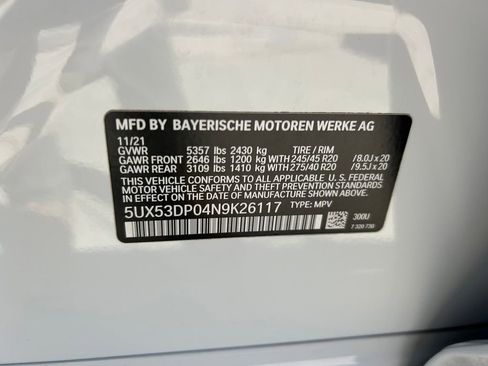 MFD BY BAYERISCHE MOTOREN WERKE AG
11/21
GVWR 5357 lbs 2430 kg TIRE / RIM
GAWR FRONT 2646 lbs 1200 kg WITH 245/45 R20 /8.0J x 20
GAWR REAR 3109 lbs 1410 kg WITH 275/40 R20 /9.5J x 20
THIS VEHICLE CONFORMS TO ALL APPLICABLE U.S. FEDERAL
MOTOR VEHICLE SAFETY STANDARDS IN EFFECT ON THE
DATE OF MANUFACTURE SHOWN ABOVE.
5UX53DP04N9K26117 TYPE: MPV
300U
7 320 730